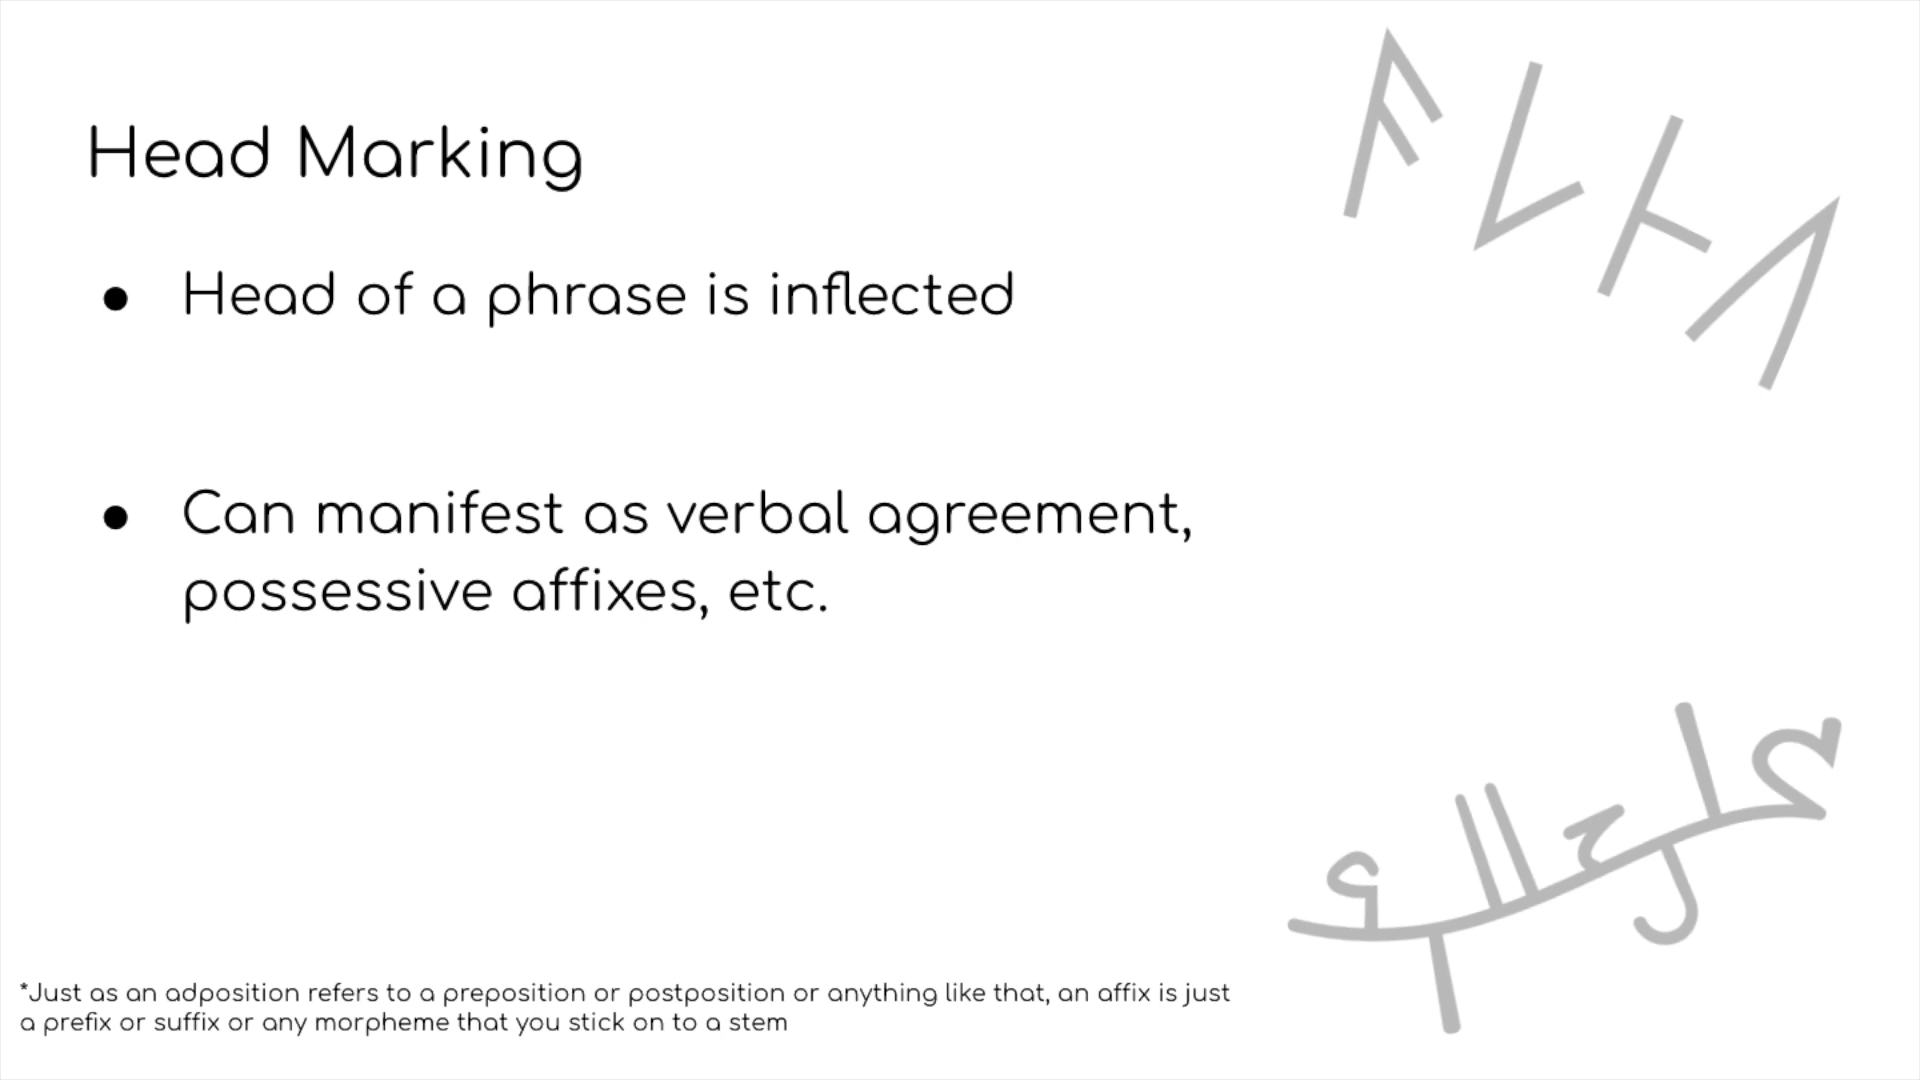 Head Marking
● Head of a phrase is inflected
● Can manifest as verbal agreement,
possessive affixes, etc.
*Just as an adposition refers to a preposition or postposition or anything like that, an affix is just
a prefix or suffix or any morpheme that you stick on to a stem